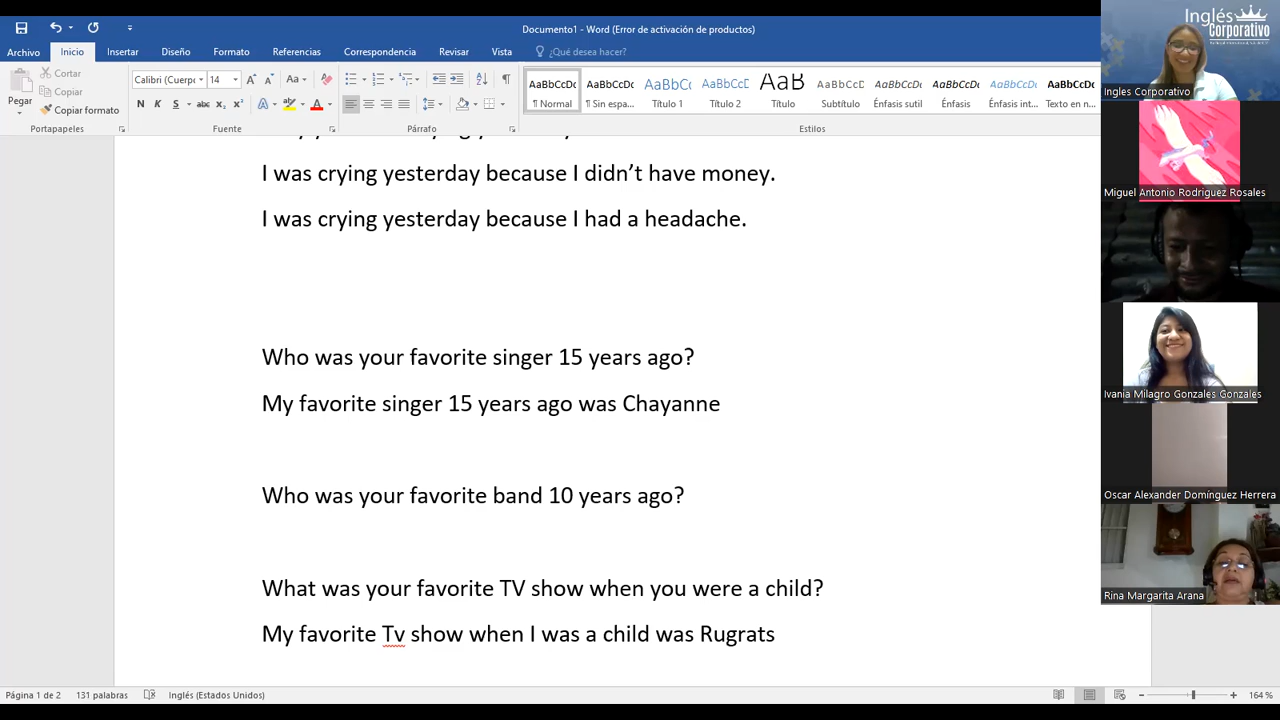 Documento1 - Word (Error de activación de productos)
Archivo Inicio Insertar Diseño Formato Referencias Correspondencia Revisar Vista ¿Qué desea hacer?
Pegar
Cortar
Copiar
Copiar formato
Portapapeles
Calibri (Cuerpo 14
N K S abc x₂ x²
Fuente
Párrafo
AaBbCcDc AaBbCcDc AaBbCc AaBbCcD AaB AaBbCcD AaBbCcDc AaBbCcDc AaBbCcDc AaBbCcDc
¶ Normal ¶ Sin espa... Título 1 Título 2 Título Subtítulo Énfasis sutil Énfasis Énfasis int... Texto en n...
Estilos
I was crying yesterday because I didn’t have money.
I was crying yesterday because I had a headache.
Who was your favorite singer 15 years ago?
My favorite singer 15 years ago was Chayanne
Who was your favorite band 10 years ago?
What was your favorite TV show when you were a child?
My favorite Tv show when I was a child was Rugrats
Página 1 de 2 131 palabras Inglés (Estados Unidos) 164 %
Inglés
Corporativo
Ingles Corporativo
Miguel Antonio Rodriguez Rosales
Ivania Milagro Gonzales Gonzales
Oscar Alexander Domínguez Herrera
Rina Margarita Arana